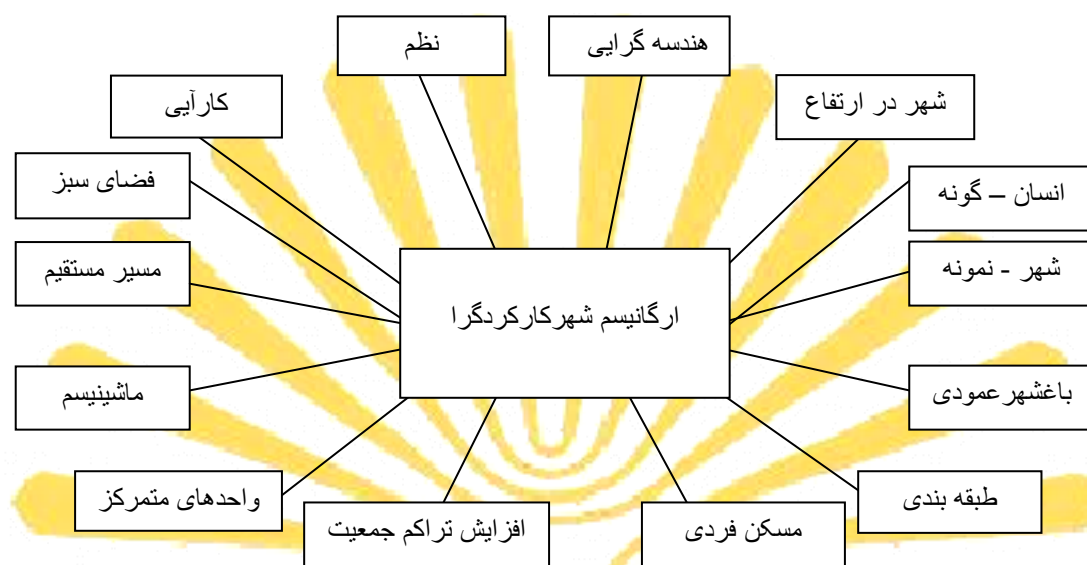 هندسه گرایی
نظم
شهر در ارتفاع
کارآیی
انسان – گونه
فضای سبز
شهر - نمونه
مسیر مستقیم
ارگانیسم شهرکارکردگرا
باغشهرعمودی
ماشینیسم
طبقه بندی
واحدهای متمرکز
مسکن فردی
افزایش تراکم جمعیت